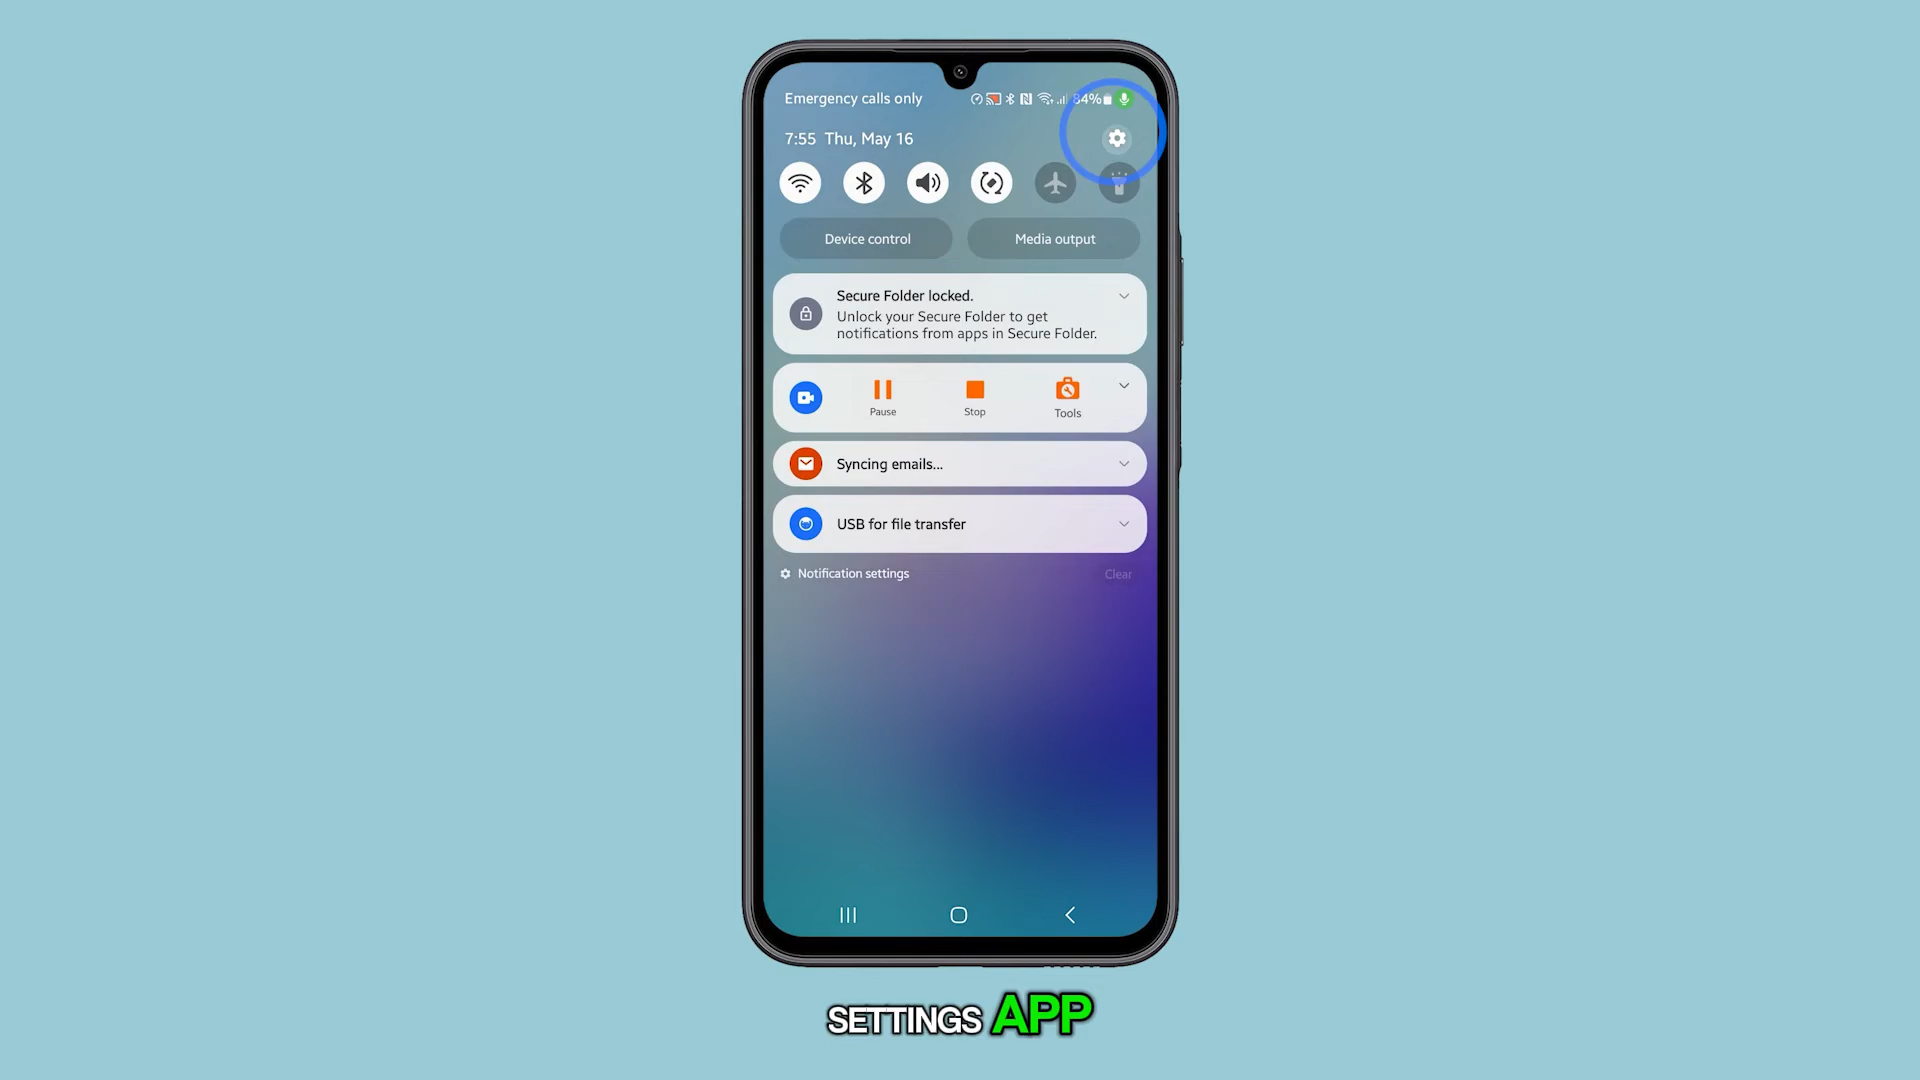 Emergency calls only 84%
7:55 Thu, May 16
Device control Media output
Secure Folder locked.
Unlock your Secure Folder to get
notifications from apps in Secure Folder.
Pause Stop Tools
Syncing emails...
USB for file transfer
Notification settings Clear
SETTINGS APP